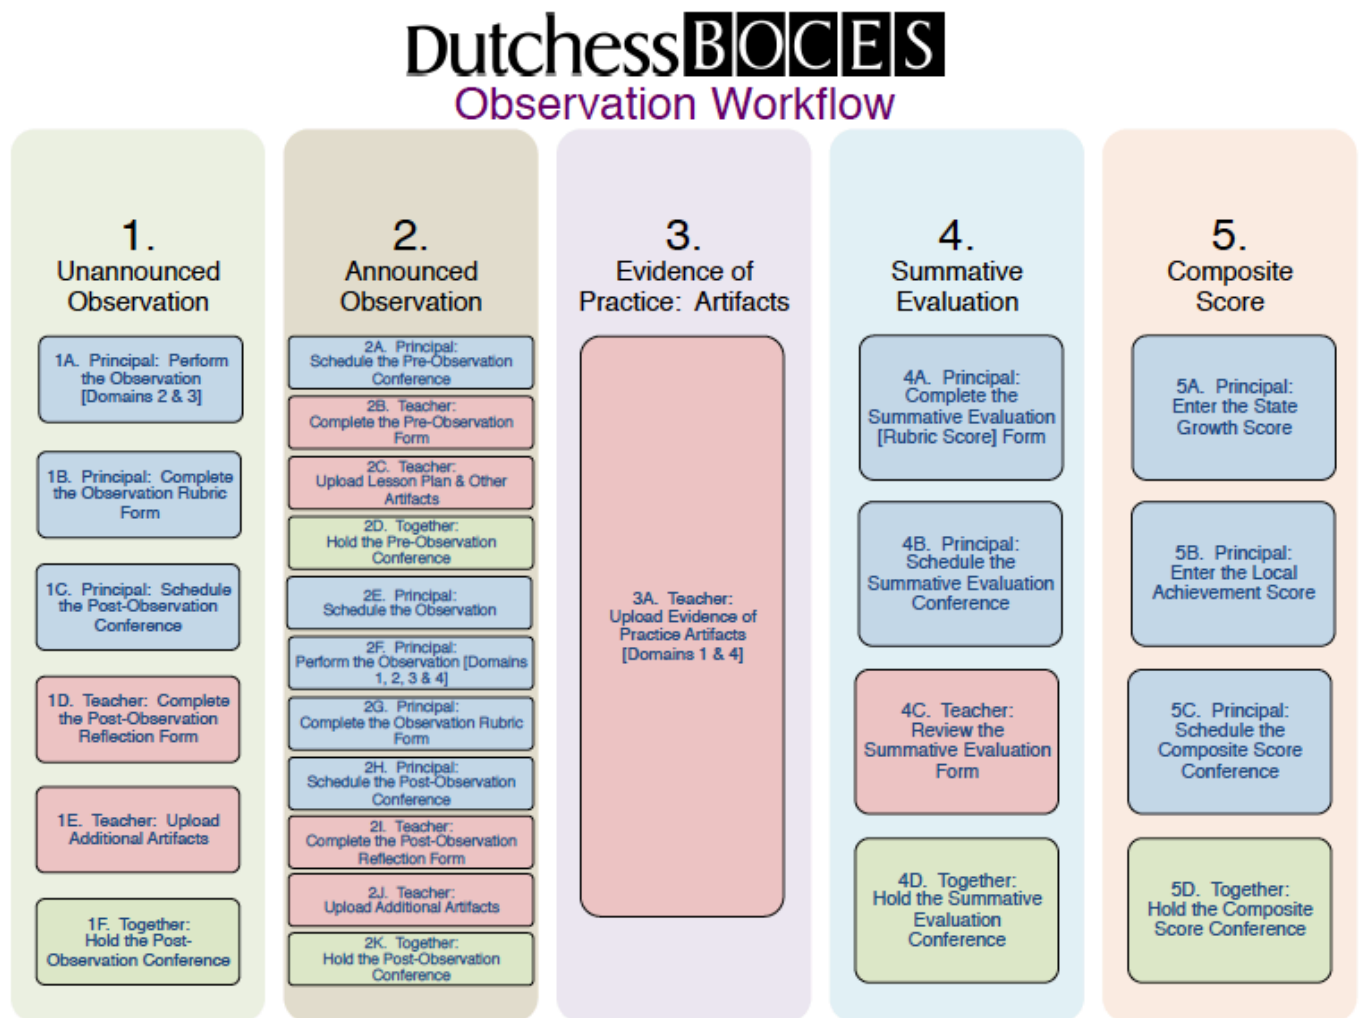 Dutchess BOCES
Observation Workflow
1.
Unannounced
Observation
1A. Principal: Perform
the Observation
[Domains 2 & 3]
1B. Principal: Complete
the Observation Rubric
Form
1C. Principal: Schedule
the Post-Observation
Conference
1D. Teacher: Complete
the Post-Observation
Reflection Form
1E. Teacher: Upload
Additional Artifacts
1F. Together:
Hold the Post-
Observation Conference
2.
Announced
Observation
2A. Principal:
Schedule the Pre-Observation
Conference
2B. Teacher:
Complete the Pre-Observation
Form
2C. Teacher:
Upload Lesson Plan & Other
Artifacts
2D. Together:
Hold the Pre-Observation
Conference
2E. Principal:
Schedule the Observation
2F. Principal:
Perform the Observation [Domains
1, 2, 3 & 4]
2G. Principal:
Complete the Observation Rubric
Form
2H. Principal:
Schedule the Post-Observation
Conference
2I. Teacher:
Complete the Post-Observation
Reflection Form
2J. Teacher:
Upload Additional Artifacts
2K. Together:
Hold the Post-Observation
Conference
3.
Evidence of
Practice: Artifacts
3A. Teacher:
Upload Evidence of
Practice Artifacts
[Domains 1 & 4]
4.
Summative
Evaluation
4A. Principal:
Complete the
Summative Evaluation
[Rubric Score] Form
4B. Principal:
Schedule the
Summative Evaluation
Conference
4C. Teacher:
Review the
Summative Evaluation
Form
4D. Together:
Hold the Summative
Evaluation
Conference
5.
Composite
Score
5A. Principal:
Enter the State
Growth Score
5B. Principal:
Enter the Local
Achievement Score
5C. Principal:
Schedule the
Composite Score
Conference
5D. Together:
Hold the Composite
Score Conference